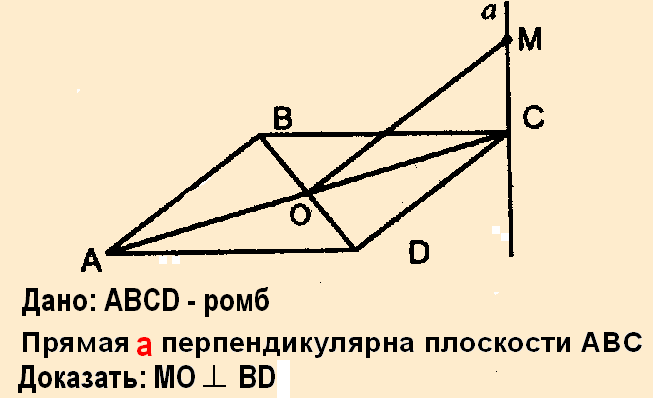 a
M
B
C
O
A
D
Дано: ABCD - ромб
Прямая a перпендикулярна плоскости ABC
Доказать: MO ⊥ BD